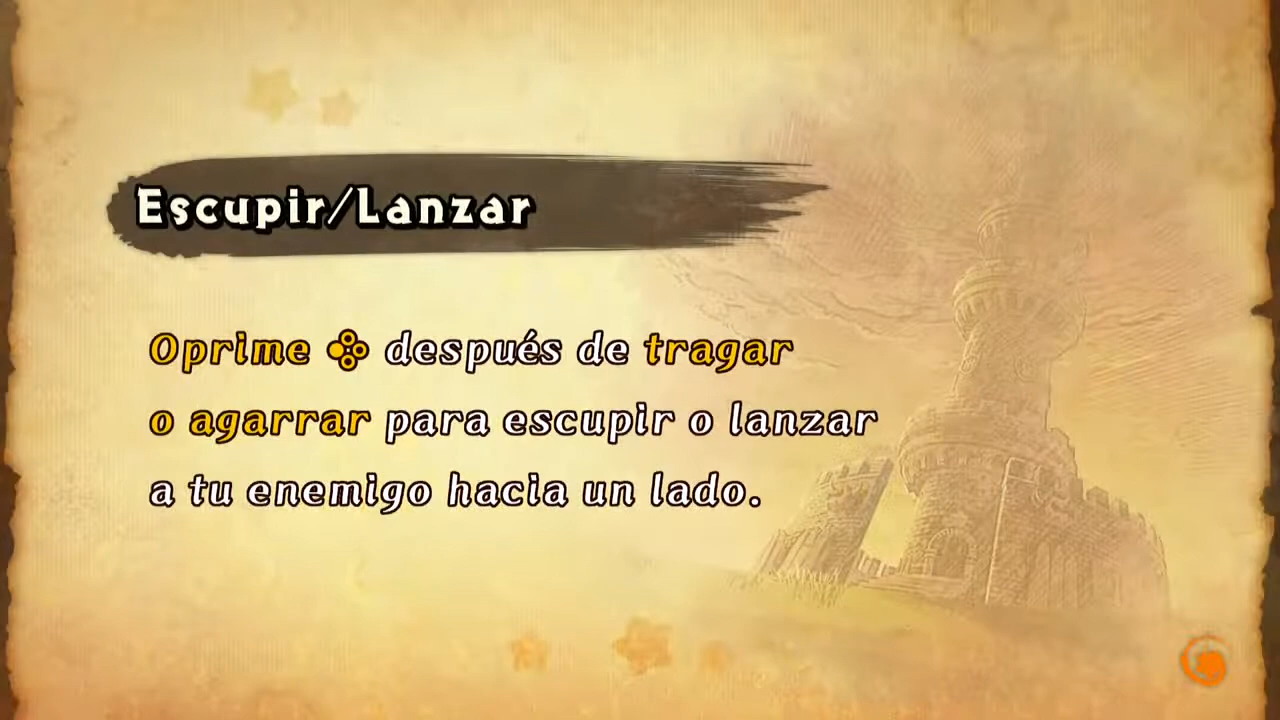 Escupir/Lanzar
Oprime después de tragar
o agarrar para escupir o lanzar
a tu enemigo hacia un lado.